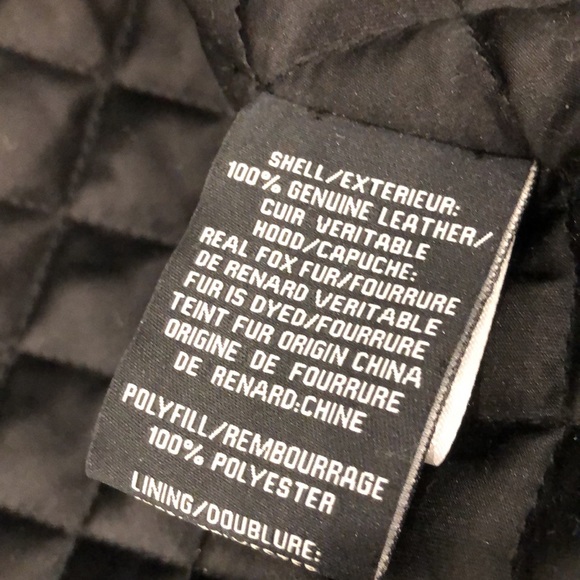 SHELL/EXTERIEUR:
100% GENUINE LEATHER/
CUIR VERITABLE
HOOD/CAPUCHE:
REAL FOX FUR/FOURRURE
DE RENARD VERITABLE
FUR IS DYED/FOURRURE
TEINT FUR ORIGIN CHINA
ORIGINE DE FOURRURE
DE RENARD:CHINE
POLYFILL/REMBOURRAGE
100% POLYESTER
LINING/DOUBLURE: